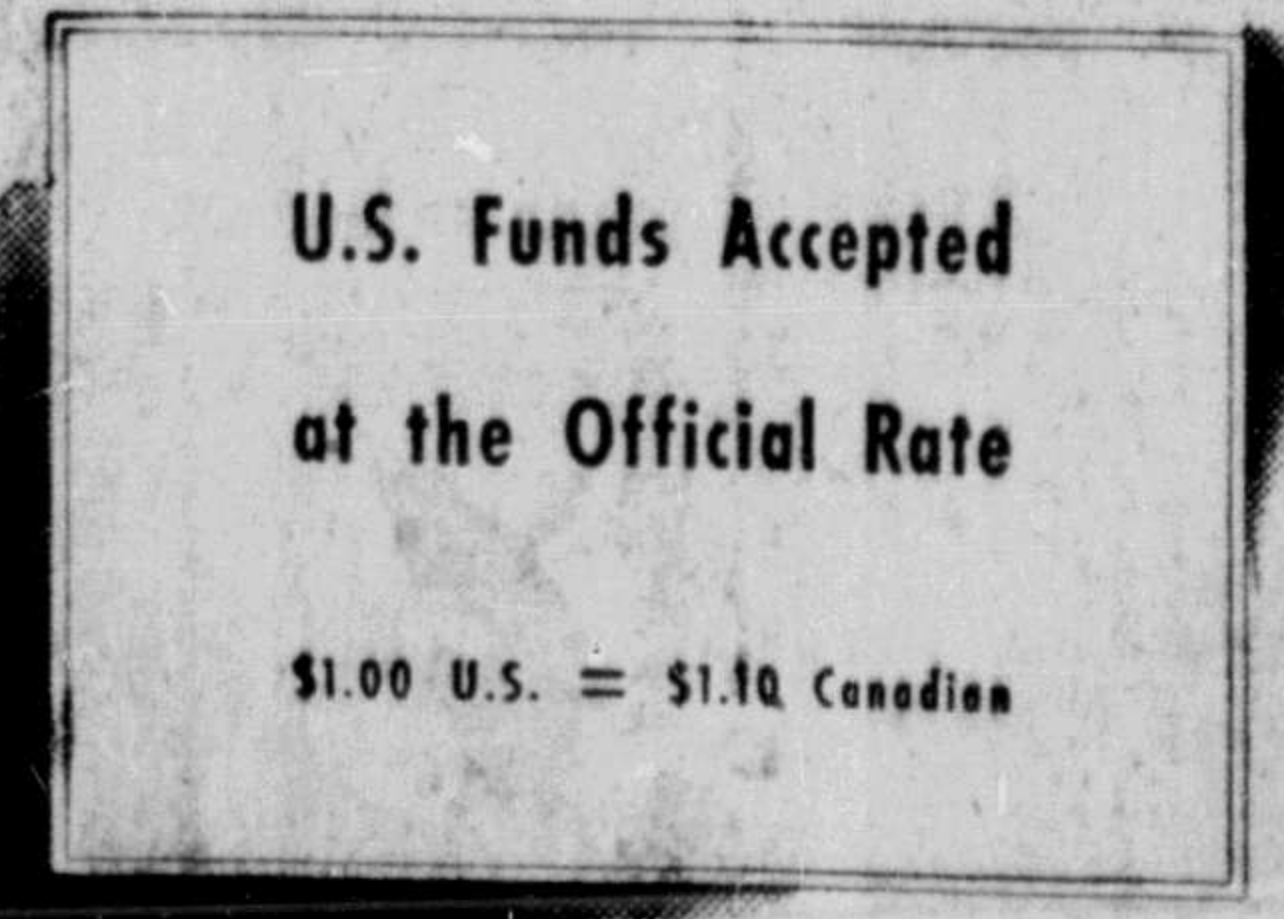 U.S. Funds Accepted
at the Official Rate
$1.00 U.S. = $1.10 Canadian